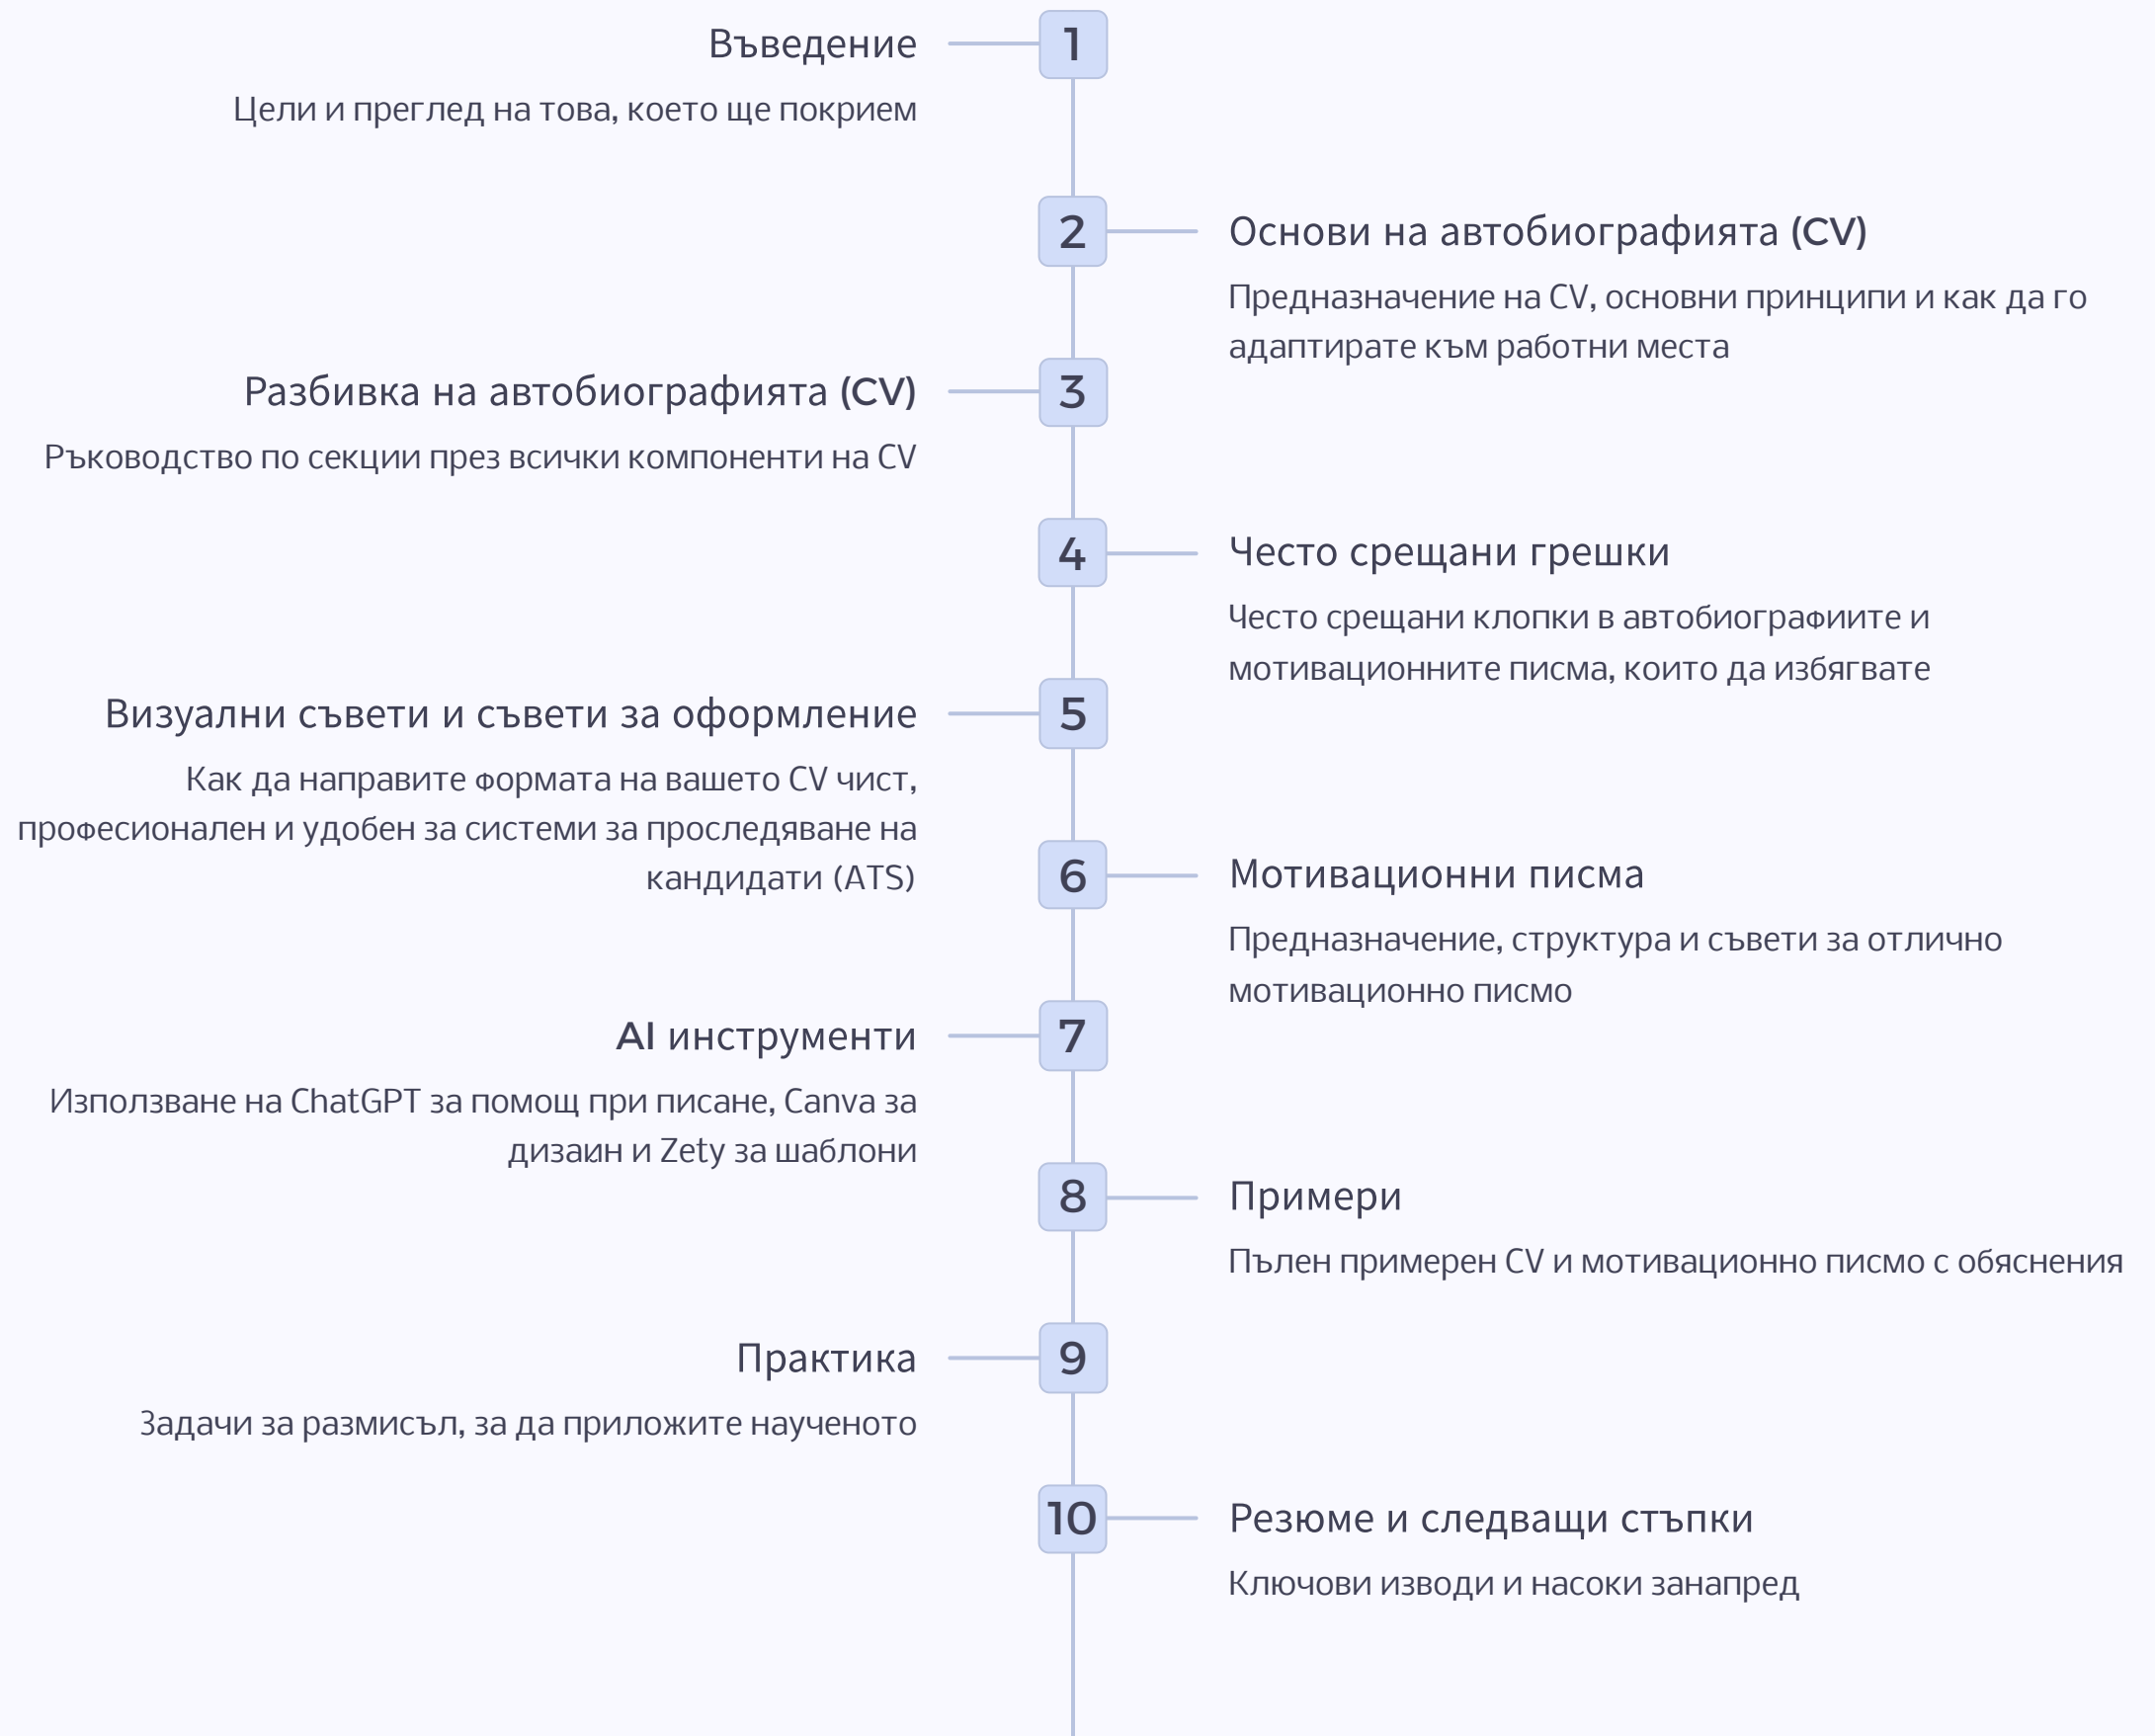 1
Въведение
Цели и преглед на това, което ще покрием
2
Основи на автобиографията (CV)
Предназначение на CV, основни принципи и как да го
адаптирате към работни места
3
Разбивка на автобиографията (CV)
Ръководство по секции през всички компоненти на CV
4
Често срещани грешки
Често срещани клопки в автобиографиите и
мотивационните писма, които да избягвате
5
Визуални съвети и съвети за оформление
Как да направите формата на вашето CV чист,
професионален и удобен за системи за проследяване на
кандидати (ATS)
6
Мотивационни писма
Предназначение, структура и съвети за отлично
мотивационно писмо
7
AI инструменти
Използване на ChatGPT за помощ при писане, Canva за
дизайн и Zety за шаблони
8
Примери
Пълен примерен CV и мотивационно писмо с обяснения
9
Практика
Задачи за размисъл, за да приложите наученото
10
Резюме и следващи стъпки
Ключови изводи и насоки занапред